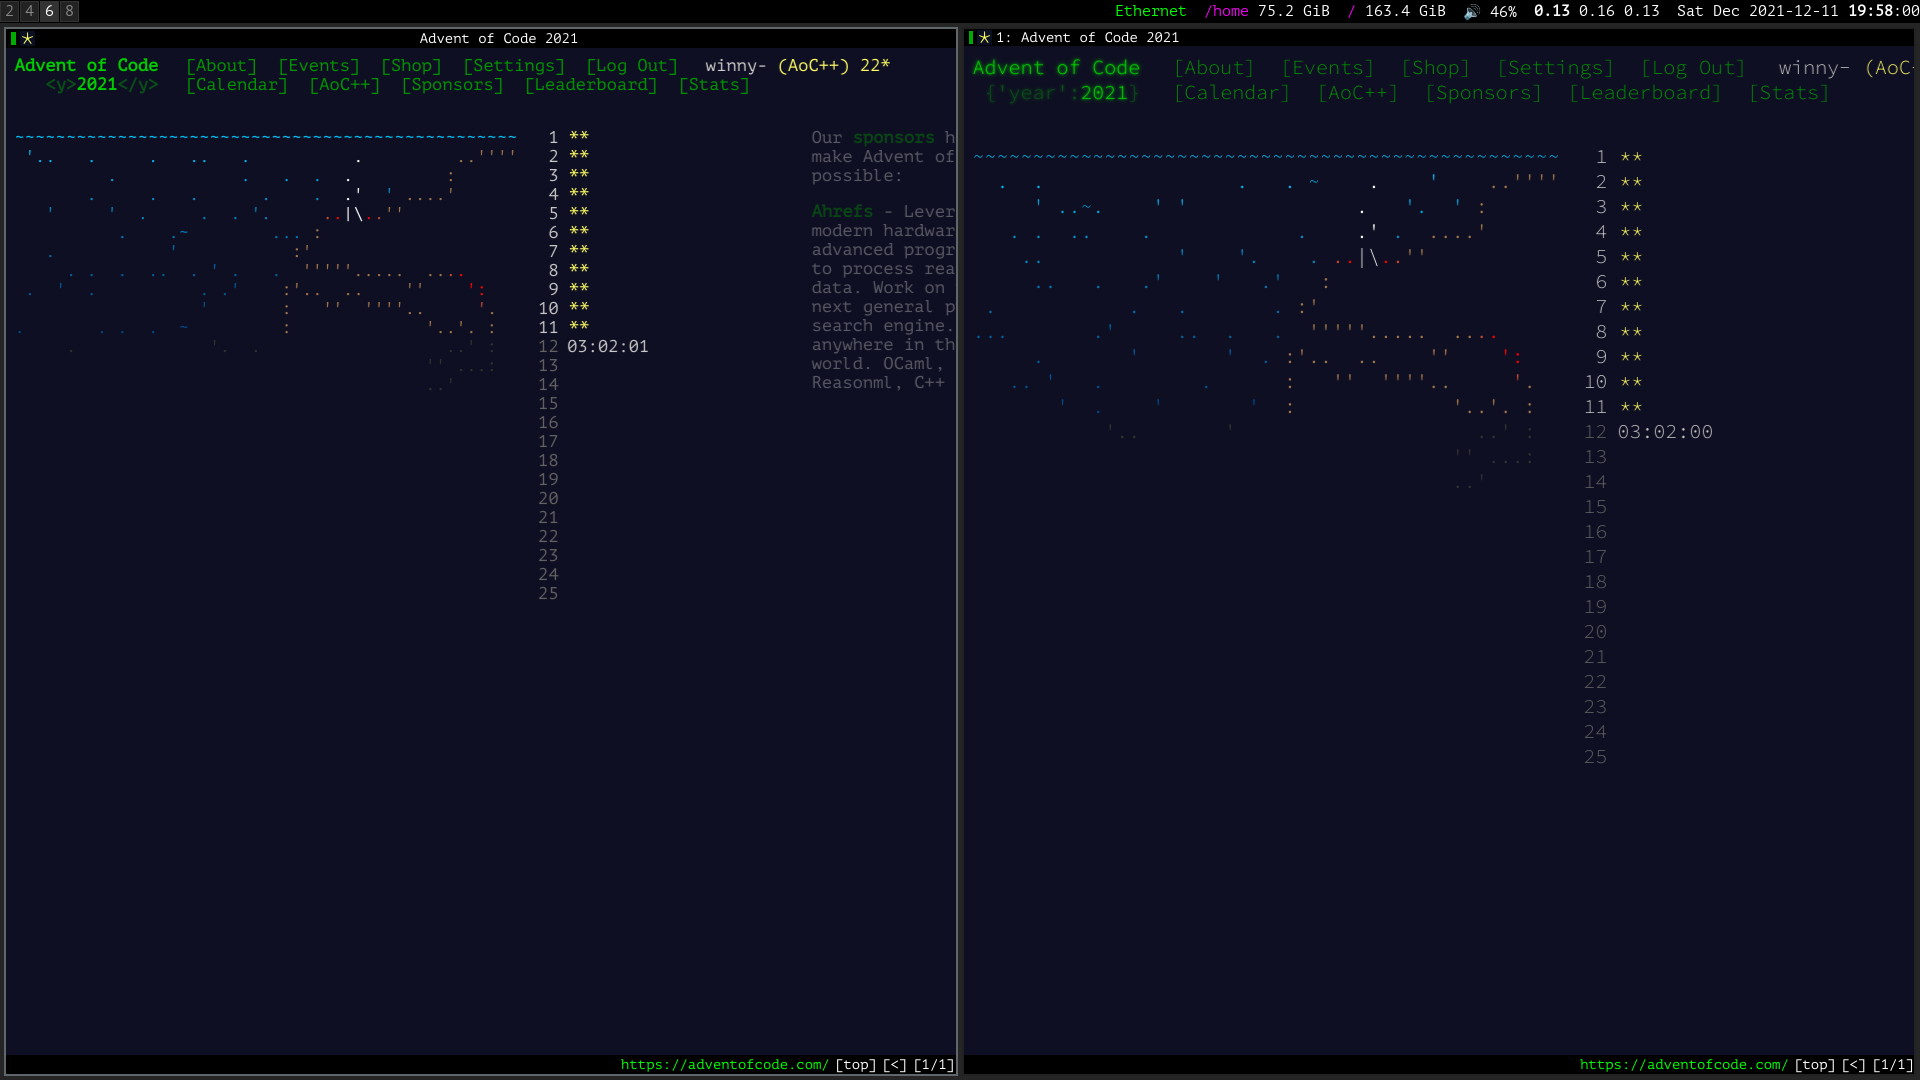 2 4 6 8 Ethernet /home 75.2 GiB / 163.4 GiB 46% 0.13 0.16 0.13 Sat Dec 2021-12-11 19:58:00
Advent of Code 2021
Advent of Code [About] [Events] [Shop] [Settings] [Log Out] winny- (AoC++) 22*
<y>2021</y> [Calendar] [AoC++] [Sponsors] [Leaderboard] [Stats]
1 **
2 **
3 **
4 **
5 **
6 **
7 **
8 **
9 **
10 **
11 **
12 03:02:01
13
14
15
16
17
18
19
20
21
22
23
24
25
Our sponsors h
make Advent of
possible:
Ahrefs - Lever
modern hardwar
advanced progr
to process rea
data. Work on
next general p
search engine.
anywhere in th
world. OCaml,
Reasonml, C++
https://adventofcode.com/ [top] [<] [1/1]
1: Advent of Code 2021
Advent of Code [About] [Events] [Shop] [Settings] [Log Out] winny- (AoC
{'year':2021} [Calendar] [AoC++] [Sponsors] [Leaderboard] [Stats]
1 **
2 **
3 **
4 **
5 **
6 **
7 **
8 **
9 **
10 **
11 **
12 03:02:00
13
14
15
16
17
18
19
20
21
22
23
24
25
https://adventofcode.com/ [top] [<] [1/1]